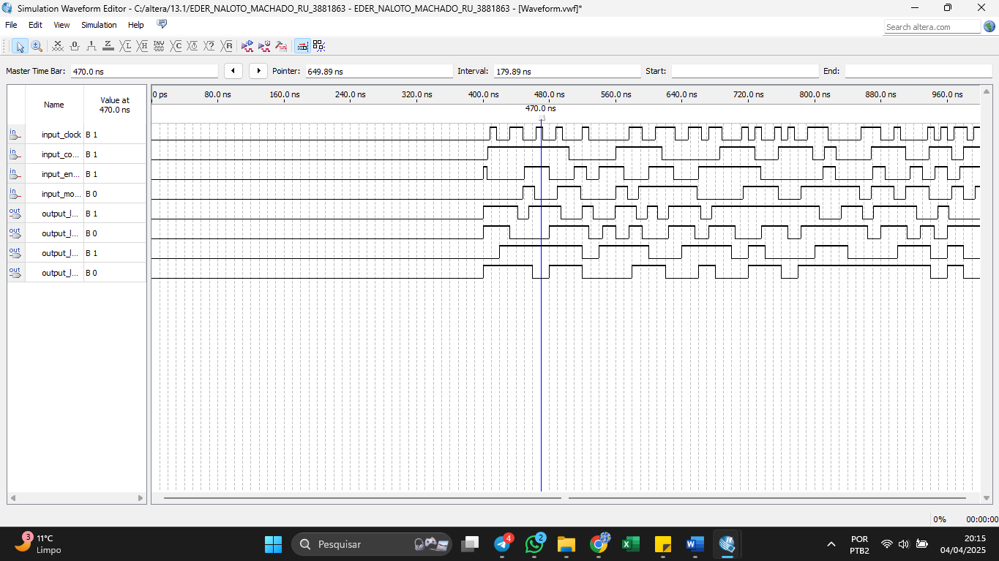 Simulation Waveform Editor - C:/altera/13.1/EDER_NALOTO_MACHADO_RU_3881863 - EDER_NALOTO_MACHADO_RU_3881863 - [Waveform.vwf]*
File Edit View Simulation Help
Search altera.com
Master Time Bar: 470.0 ns Pointer: 649.89 ns Interval: 179.89 ns Start: End:
Name Value at
470.0 ns
0 ps 80.0 ns 160.0 ns 240.0 ns 320.0 ns 400.0 ns 480.0 ns 560.0 ns 640.0 ns 720.0 ns 800.0 ns 880.0 ns 960.0 ns
470.0 ns
in input_clock B 1
in input_co... B 1
in input_en... B 1
in input_mo... B 0
out output_l... B 1
out output_l... B 0
out output_l... B 1
out output_l... B 0
0% 00:00:00
3 11°C
Limpo
Pesquisar
4
2
POR
PTB2
20:15
04/04/2025